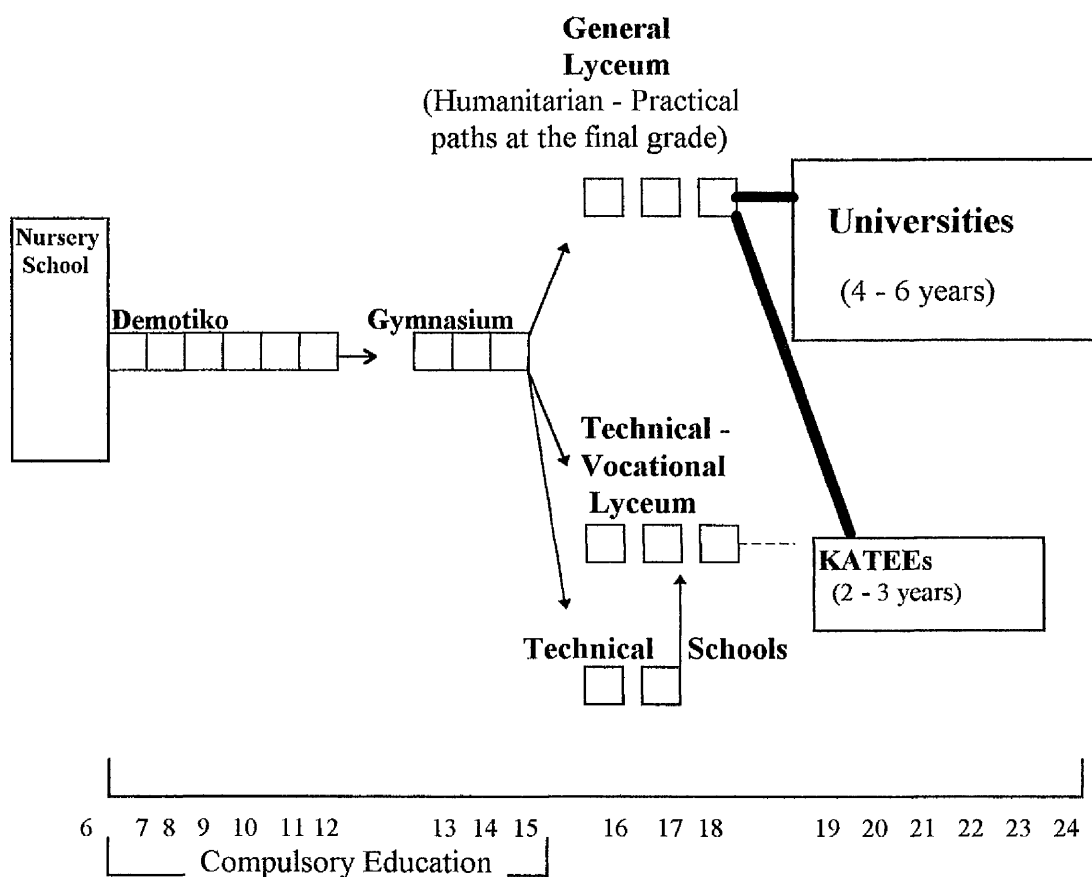 General
Lyceum
(Humanitarian - Practical
paths at the final grade)
Nursery
School
Universities
(4 - 6 years)
Demotiko
Gymnasium
Technical -
Vocational
Lyceum
KATEEs
(2 - 3 years)
Technical Schools
6 7 8 9 10 11 12 13 14 15 16 17 18 19 20 21 22 23 24
Compulsory Education